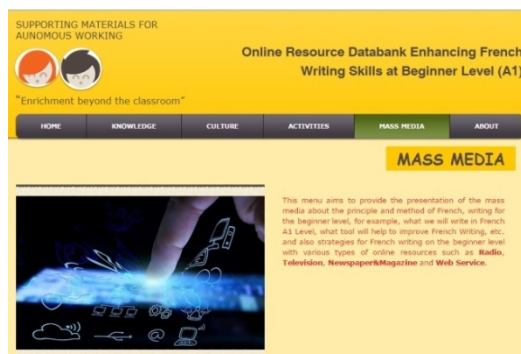 SUPPORTING MATERIALS FOR
AUNOMOUS WORKING
Online Resource Databank Enhancing French
Writing Skills at Beginner Level (A1)
"Enrichment beyond the classroom"
HOME KNOWLEDGE CULTURE ACTIVITIES MASS MEDIA ABOUT
MASS MEDIA
This menu aims to provide the presentation of the mass
media about the principle and method of French, writing for
the beginner level, for example, what we will write in French
A1 Level, what tool will help to improve French Writing, etc.
and also strategies for French writing on the beginner level
with various types of online resources such as Radio,
Television, Newspaper&Magazine and Web Service.